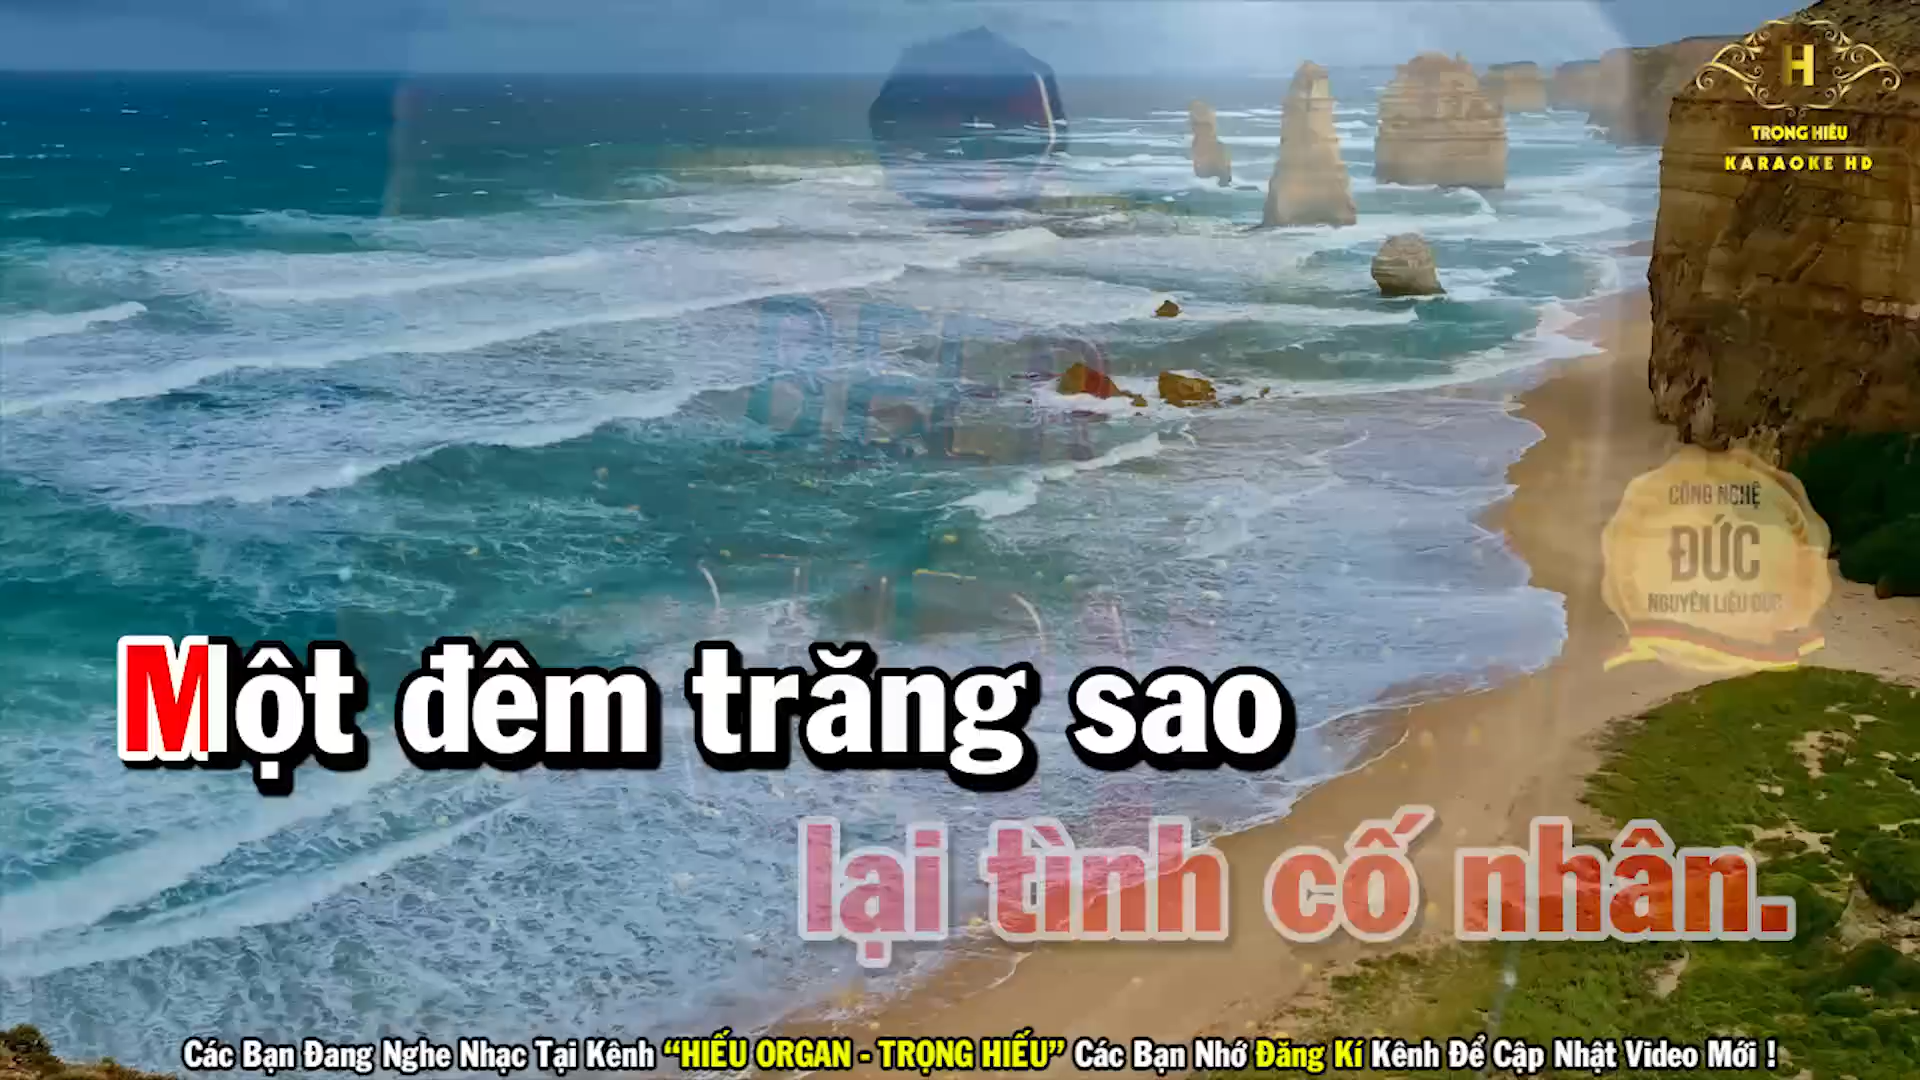 H
TRỌNG HIẾU
KARAOKE HD
BEER
CÔNG NGHỆ
ĐỨC
NGUYÊN LIỆU ĐỨC
Một đêm trăng sao
lại tình cố nhân.
Các Bạn Đang Nghe Nhạc Tại Kênh “HIẾU ORGAN - TRỌNG HIẾU” Các Bạn Nhớ Đăng Kí Kênh Để Cập Nhật Video Mới !